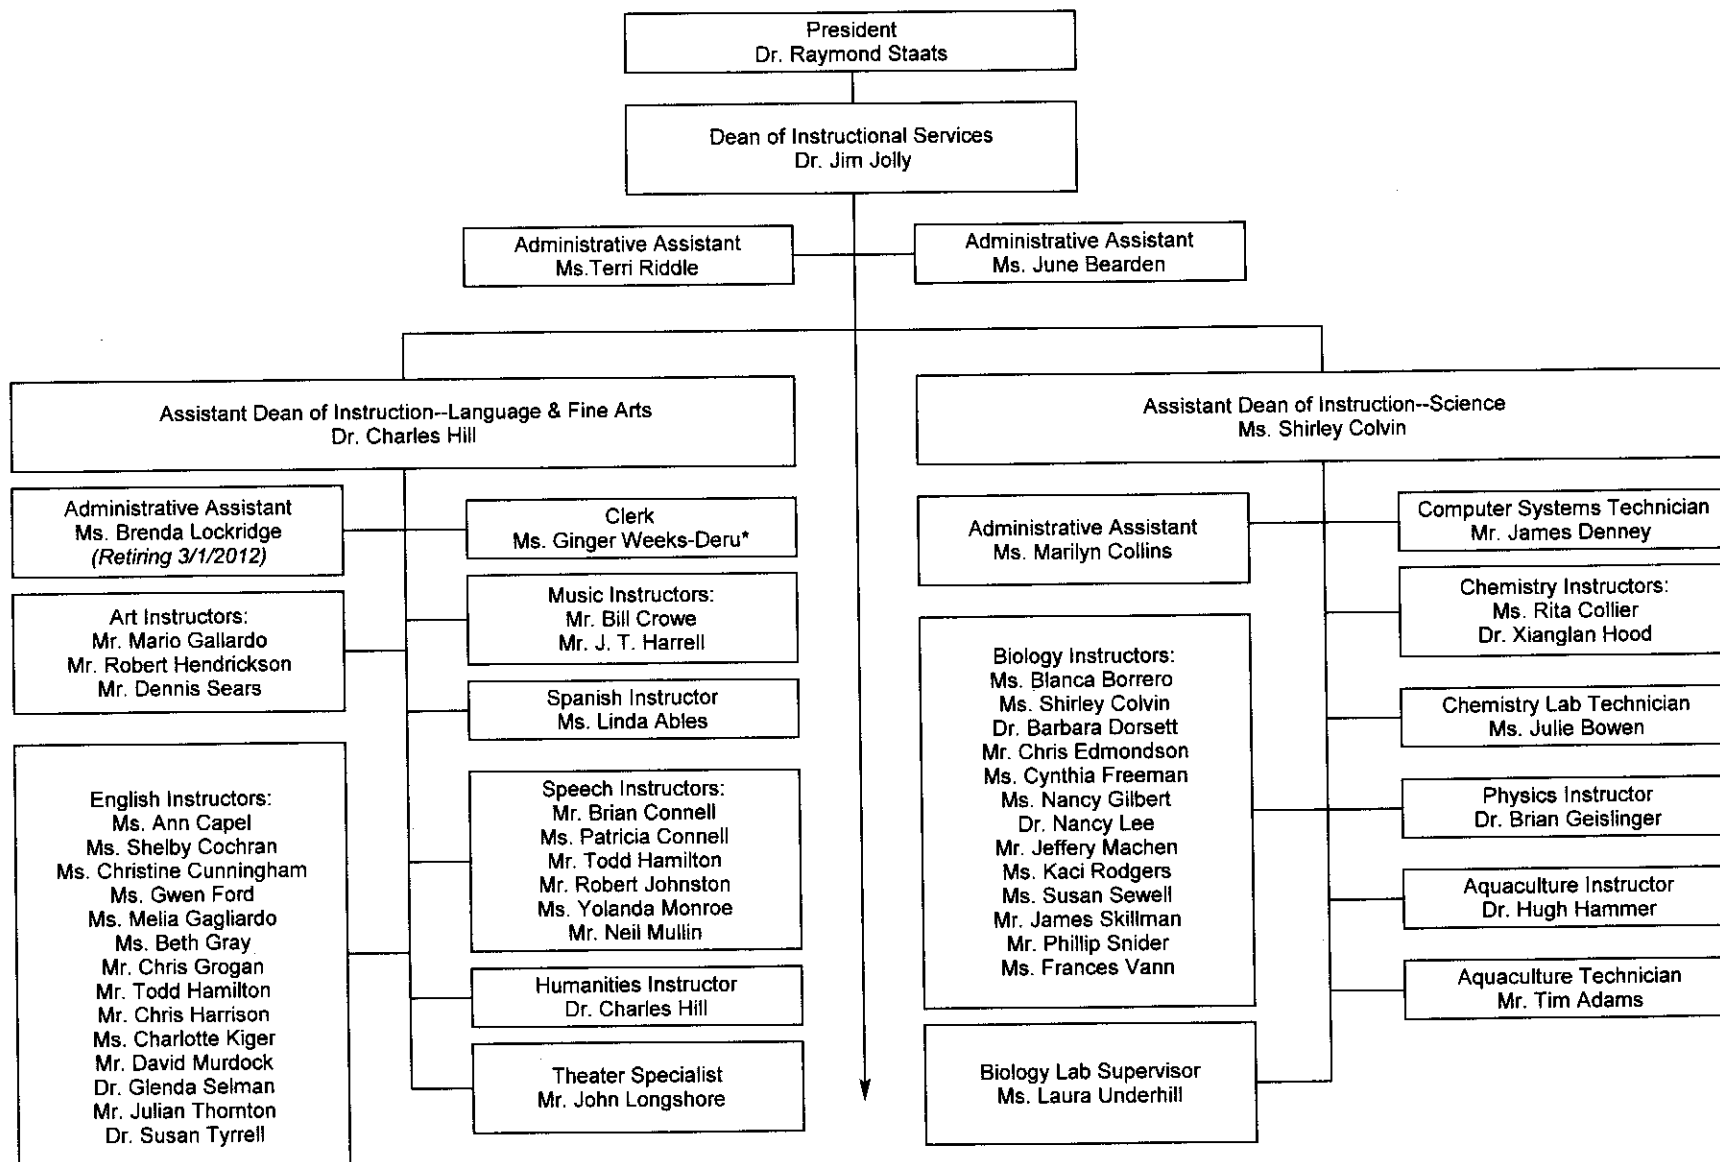 President
Dr. Raymond Staats
Dean of Instructional Services
Dr. Jim Jolly
Administrative Assistant
Ms.Terri Riddle
Administrative Assistant
Ms. June Bearden
Assistant Dean of Instruction--Language & Fine Arts
Dr. Charles Hill
Administrative Assistant
Ms. Brenda Lockridge
(Retiring 3/1/2012)
Clerk
Ms. Ginger Weeks-Deru*
Art Instructors:
Mr. Mario Gallardo
Mr. Robert Hendrickson
Mr. Dennis Sears
Music Instructors:
Mr. Bill Crowe
Mr. J. T. Harrell
Spanish Instructor
Ms. Linda Ables
English Instructors:
Ms. Ann Capel
Ms. Shelby Cochran
Ms. Christine Cunningham
Ms. Gwen Ford
Ms. Melia Gagliardo
Ms. Beth Gray
Mr. Chris Grogan
Mr. Todd Hamilton
Mr. Chris Harrison
Ms. Charlotte Kiger
Mr. David Murdock
Dr. Glenda Selman
Mr. Julian Thornton
Dr. Susan Tyrrell
Speech Instructors:
Mr. Brian Connell
Ms. Patricia Connell
Mr. Todd Hamilton
Mr. Robert Johnston
Ms. Yolanda Monroe
Mr. Neil Mullin
Humanities Instructor
Dr. Charles Hill
Theater Specialist
Mr. John Longshore
Assistant Dean of Instruction--Science
Ms. Shirley Colvin
Administrative Assistant
Ms. Marilyn Collins
Computer Systems Technician
Mr. James Denney
Biology Instructors:
Ms. Blanca Borrero
Ms. Shirley Colvin
Dr. Barbara Dorsett
Mr. Chris Edmondson
Ms. Cynthia Freeman
Ms. Nancy Gilbert
Dr. Nancy Lee
Mr. Jeffery Machen
Ms. Kaci Rodgers
Ms. Susan Sewell
Mr. James Skillman
Mr. Phillip Snider
Ms. Frances Vann
Chemistry Instructors:
Ms. Rita Collier
Dr. Xianglan Hood
Chemistry Lab Technician
Ms. Julie Bowen
Physics Instructor
Dr. Brian Geislinger
Aquaculture Instructor
Dr. Hugh Hammer
Aquaculture Technician
Mr. Tim Adams
Biology Lab Supervisor
Ms. Laura Underhill